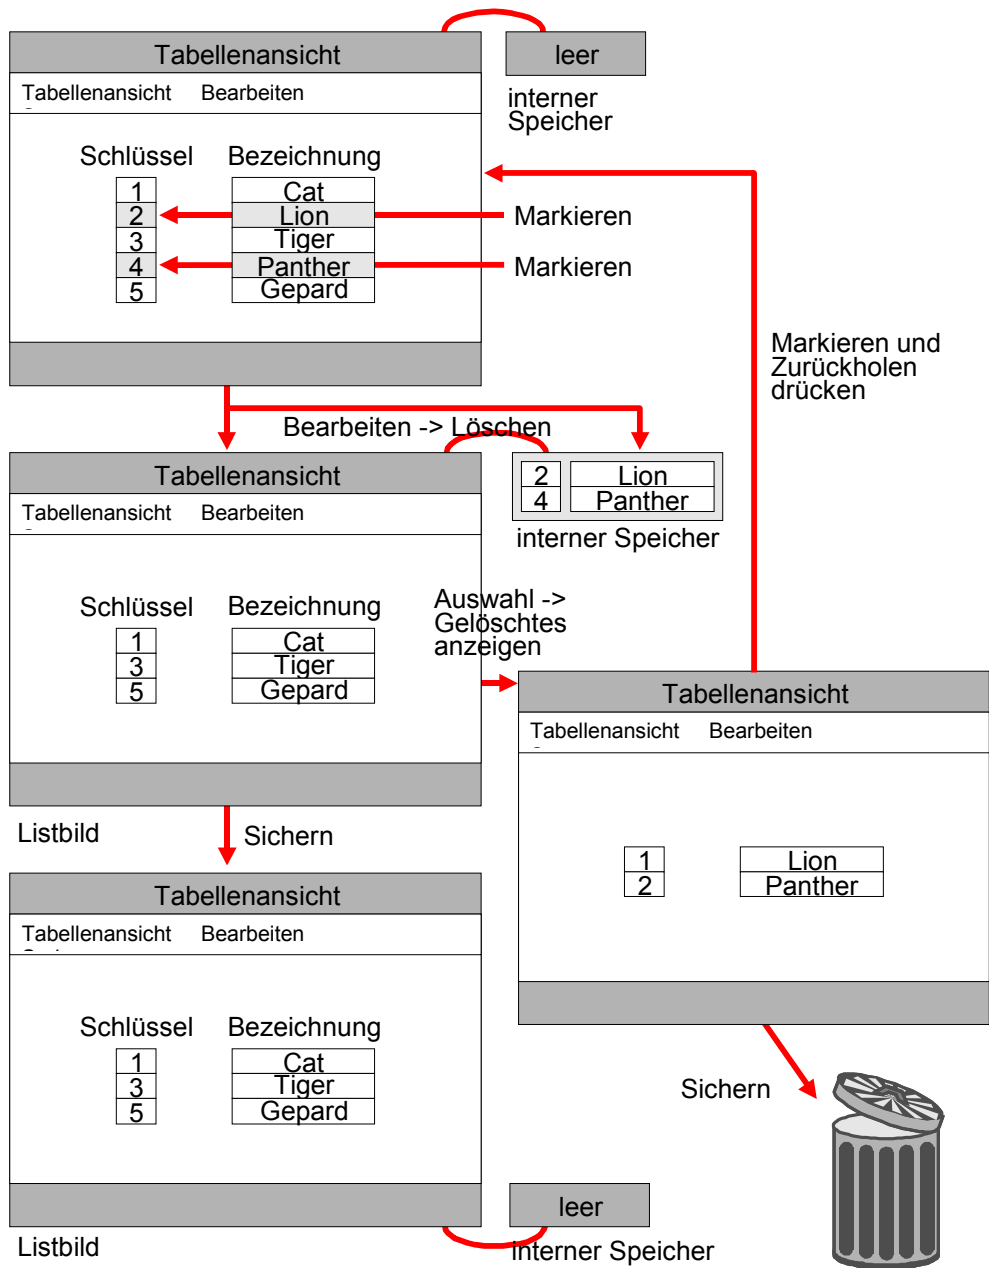 Tabellenansicht
leer
Tabellenansicht Bearbeiten
interner
Speicher
Schlüssel Bezeichnung
1 Cat
2 Lion Markieren
3 Tiger
4 Panther Markieren
5 Gepard
Markieren und
Zurückholen
drücken
Bearbeiten -> Löschen
Tabellenansicht
2 Lion
4 Panther
Tabellenansicht Bearbeiten
interner Speicher
Schlüssel Bezeichnung
1 Cat
3 Tiger
5 Gepard
Auswahl ->
Gelöschtes
anzeigen
Tabellenansicht
Tabellenansicht Bearbeiten
1 Lion
2 Panther
Listbild
Sichern
Tabellenansicht
Tabellenansicht Bearbeiten
Schlüssel Bezeichnung
1 Cat
3 Tiger
5 Gepard
Sichern
leer
Listbild
interner Speicher